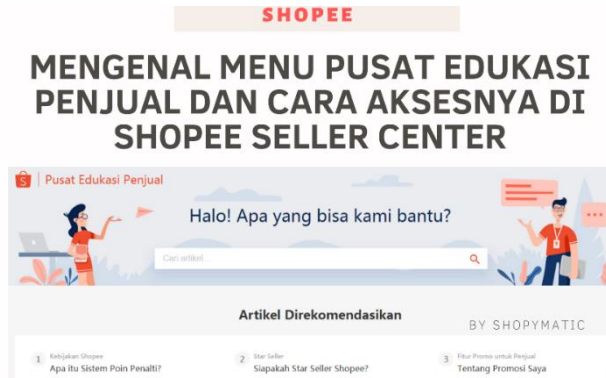 SHOPEE
MENGENAL MENU PUSAT EDUKASI
PENJUAL DAN CARA AKSESNYA DI
SHOPEE SELLER CENTER
S | Pusat Edukasi Penjual
Halo! Apa yang bisa kami bantu?
Cari artikel...
Artikel Direkomendasikan
BY SHOPYMATIC
1 Kebijakan Shopee
Apa itu Sistem Poin Penalti?
2 Star Seller
Siapakah Star Seller Shopee?
3 Fitur Promo untuk Penjual
Tentang Promosi Saya